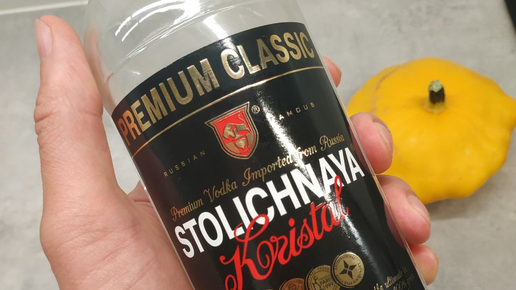 PREMIUM CLASSIC
®
RUSSIAN FAMOUS
Premium Vodka Imported from Russia
STOLICHNAYA
Kristal